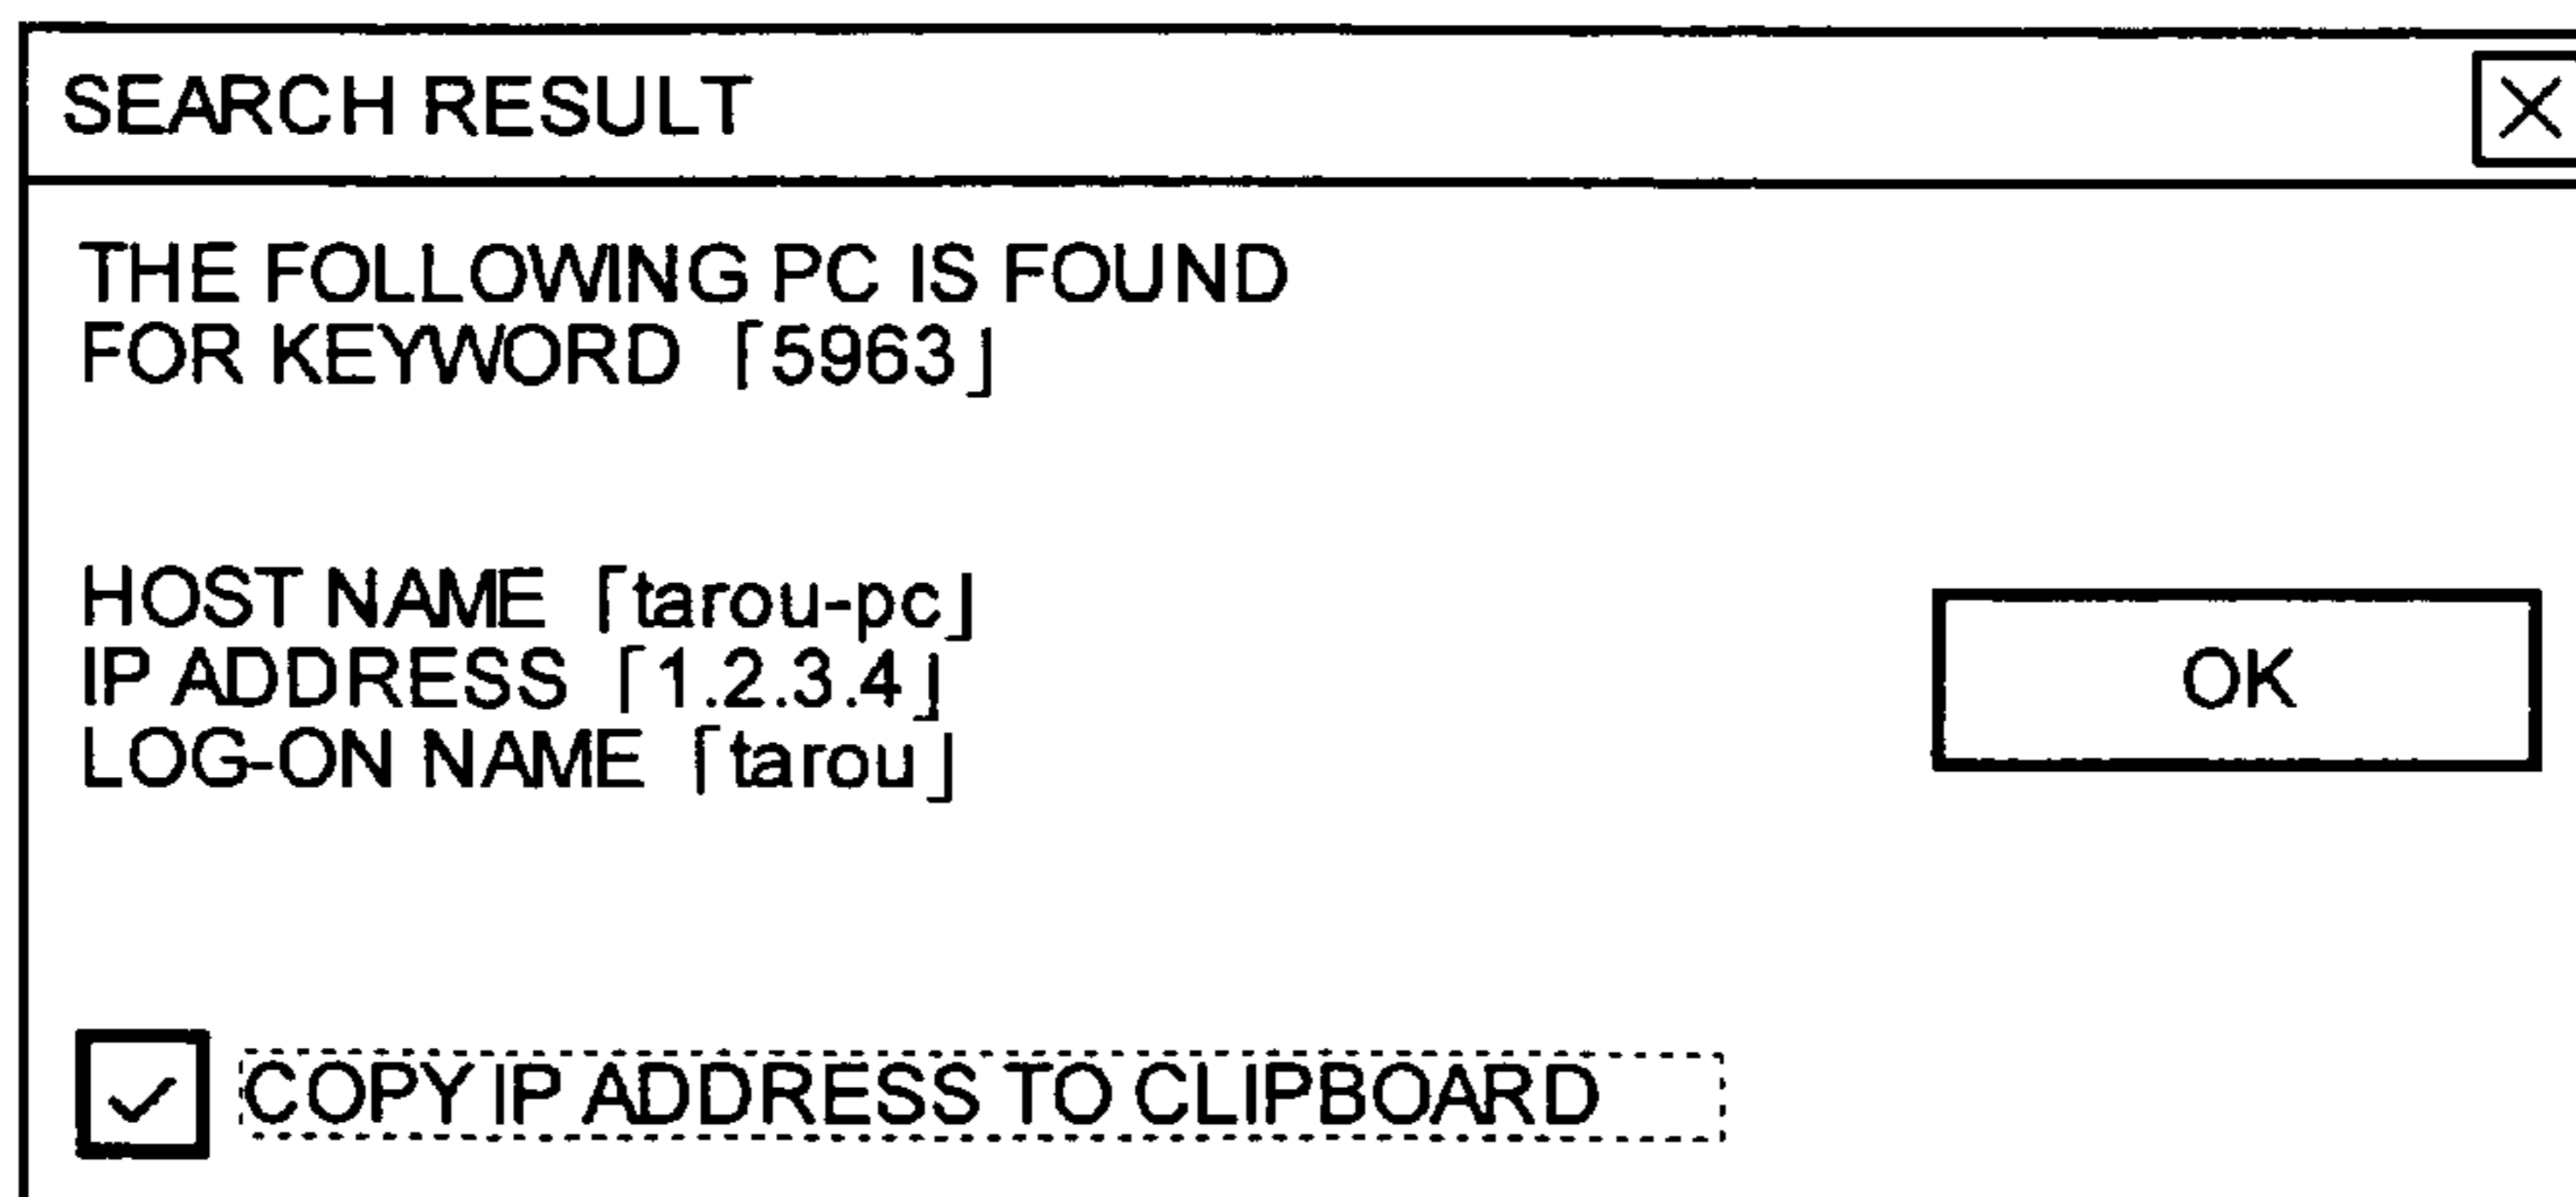 SEARCH RESULT
THE FOLLOWING PC IS FOUND
FOR KEYWORD 「5963」
HOST NAME 「tarou-pc」
IP ADDRESS 「1.2.3.4」
LOG-ON NAME 「tarou」
OK
COPY IP ADDRESS TO CLIPBOARD